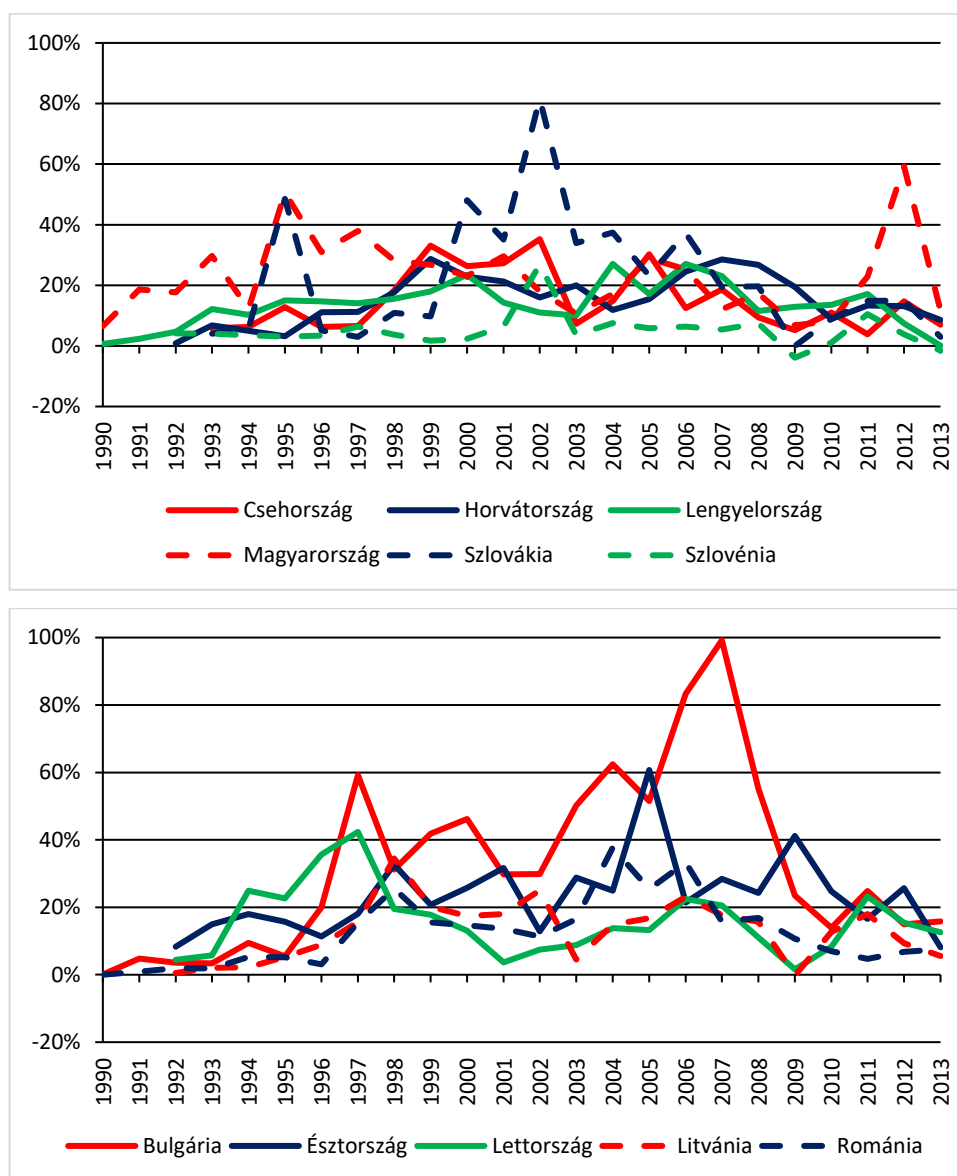 100%
80%
60%
40%
20%
0%
-20%
1990 1991 1992 1993 1994 1995 1996 1997 1998 1999 2000 2001 2002 2003 2004 2005 2006 2007 2008 2009 2010 2011 2012 2013
Csehország Horvátország Lengyelország
Magyarország Szlovákia Szlovénia
100%
80%
60%
40%
20%
0%
-20%
1990 1991 1992 1993 1994 1995 1996 1997 1998 1999 2000 2001 2002 2003 2004 2005 2006 2007 2008 2009 2010 2011 2012 2013
Bulgária Észtország Lettország Litvánia Románia